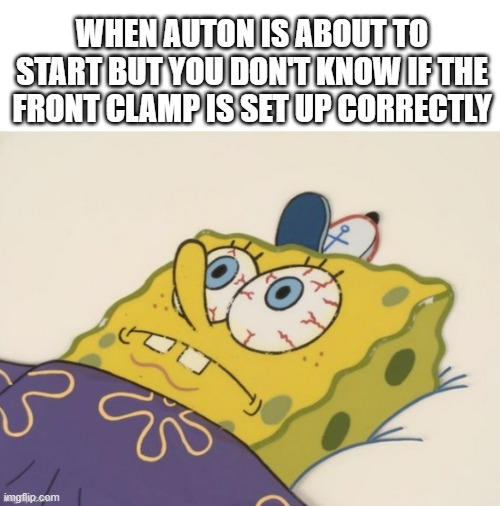 WHEN AUTON IS ABOUT TO
START BUT YOU DON'T KNOW IF THE
FRONT CLAMP IS SET UP CORRECTLY
imgflip.com